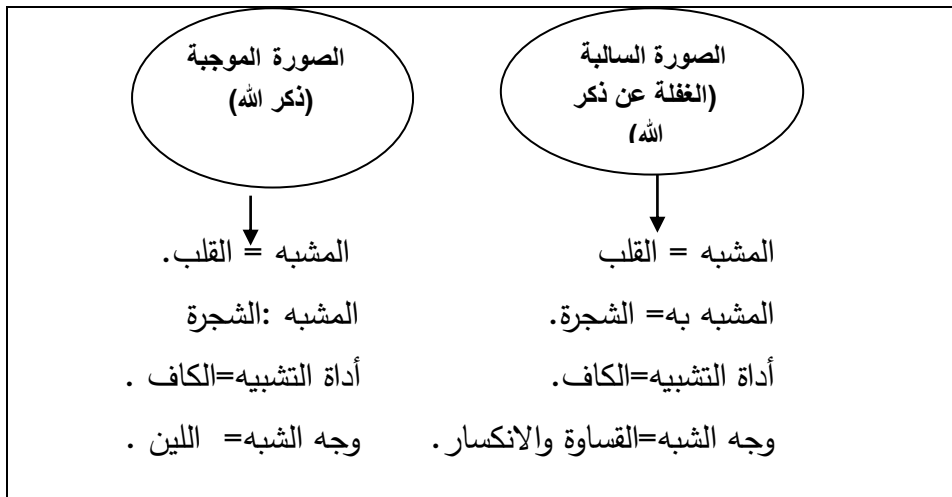 الصورة السالبة
(الغفلة عن ذكر
الله)
المشبه = القلب
المشبه به= الشجرة.
أداة التشبيه=الكاف.
وجه الشبه=القساوة والانكسار.
الصورة الموجبة
(ذكر الله)
المشبه = القلب.
المشبه :الشجرة
أداة التشبيه=الكاف .
وجه الشبه= اللين .